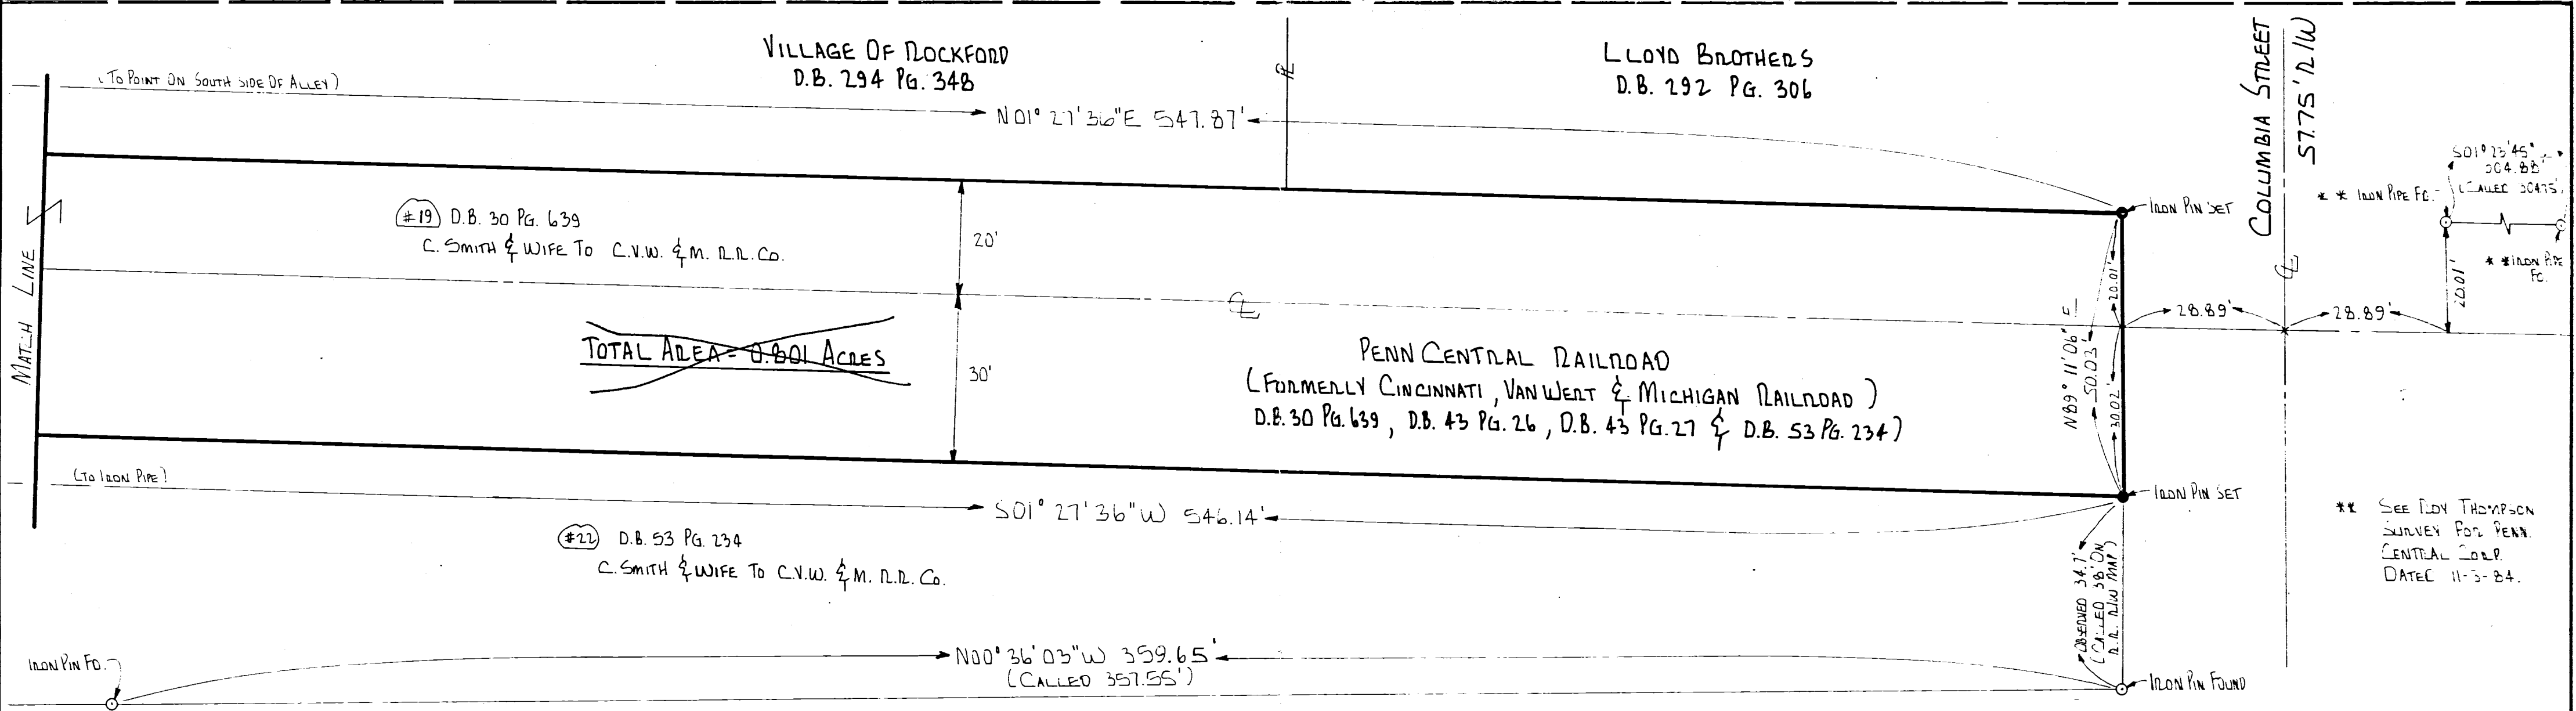 VILLAGE OF ROCKFORD
D.B. 294 PG. 348
LLOYD BROTHERS
D.B. 292 PG. 306
COLUMBIA STREET
57.75' R/W
(TO POINT ON SOUTH SIDE OF ALLEY)
N01° 27' 36"E 547.87'
S01° 23' 45"
304.88'
(CALLED 304.75'
* * IRON PIPE FD.
IRON PIN SET
#19 D.B. 30 PG. 639
C. SMITH & WIFE TO C.V.W. & M. R.R. CO.
20'
20.01'
20.01'
* * IRON PIPE
FD.
MATCH LINE
28.89'
28.89'
TOTAL AREA = 0.801 ACRES
30'
PENN CENTRAL RAILROAD
(FORMERLY CINCINNATI, VAN WERT & MICHIGAN RAILROAD)
D.B. 30 PG. 639, D.B. 43 PG. 26, D.B. 43 PG. 27 & D.B. 53 PG. 234)
N89° 11' 06" E
50.03'
30.02'
(TO IRON PIPE)
IRON PIN SET
S01° 27' 36"W 546.14'
** SEE ROY THOMPSON
SURVEY FOR PENN.
CENTRAL CORP.
DATED 11-3-84.
#22 D.B. 53 PG. 234
C. SMITH & WIFE TO C.V.W. & M. R.R. CO.
OBSERVED 34.7'
(CALLED 38' ON
R.R. R/W MAP)
IRON PIN FD.
N00° 36' 03"W 359.65'
(CALLED 357.55')
IRON PIN FOUND